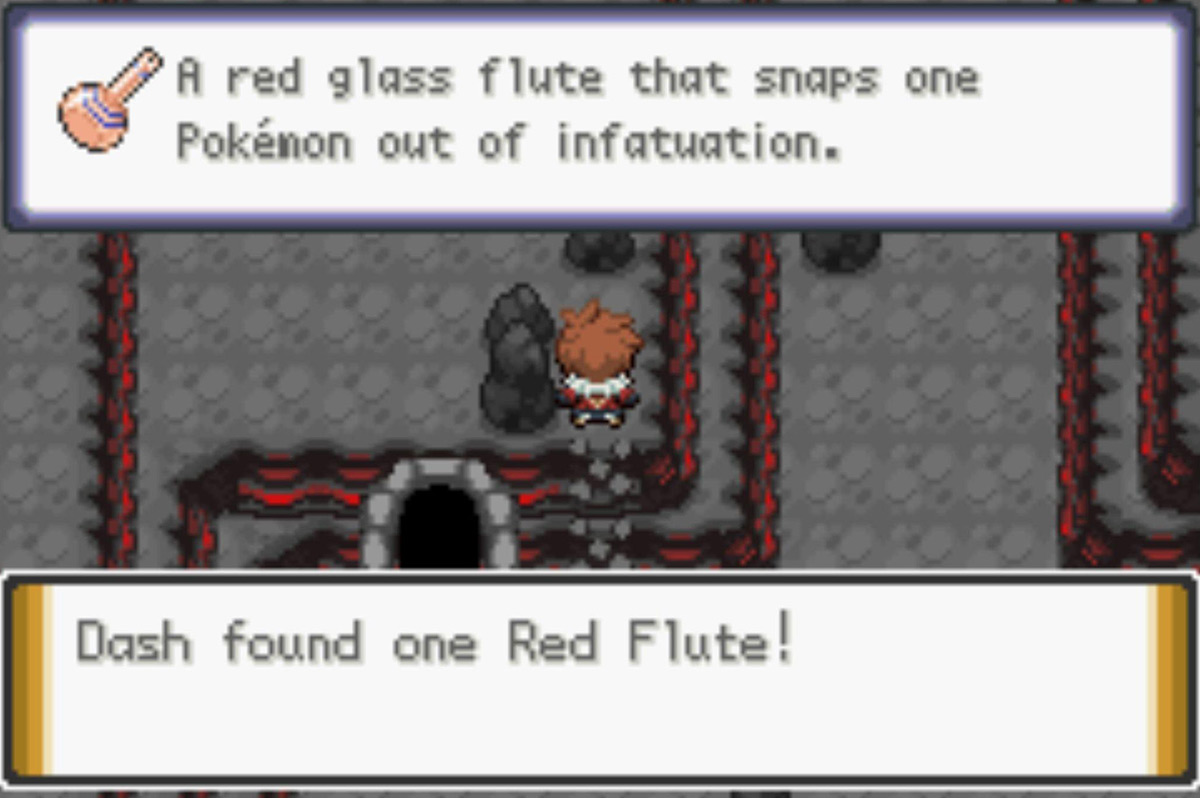 A red glass flute that snaps one
Pokémon out of infatuation.
Dash found one Red Flute!